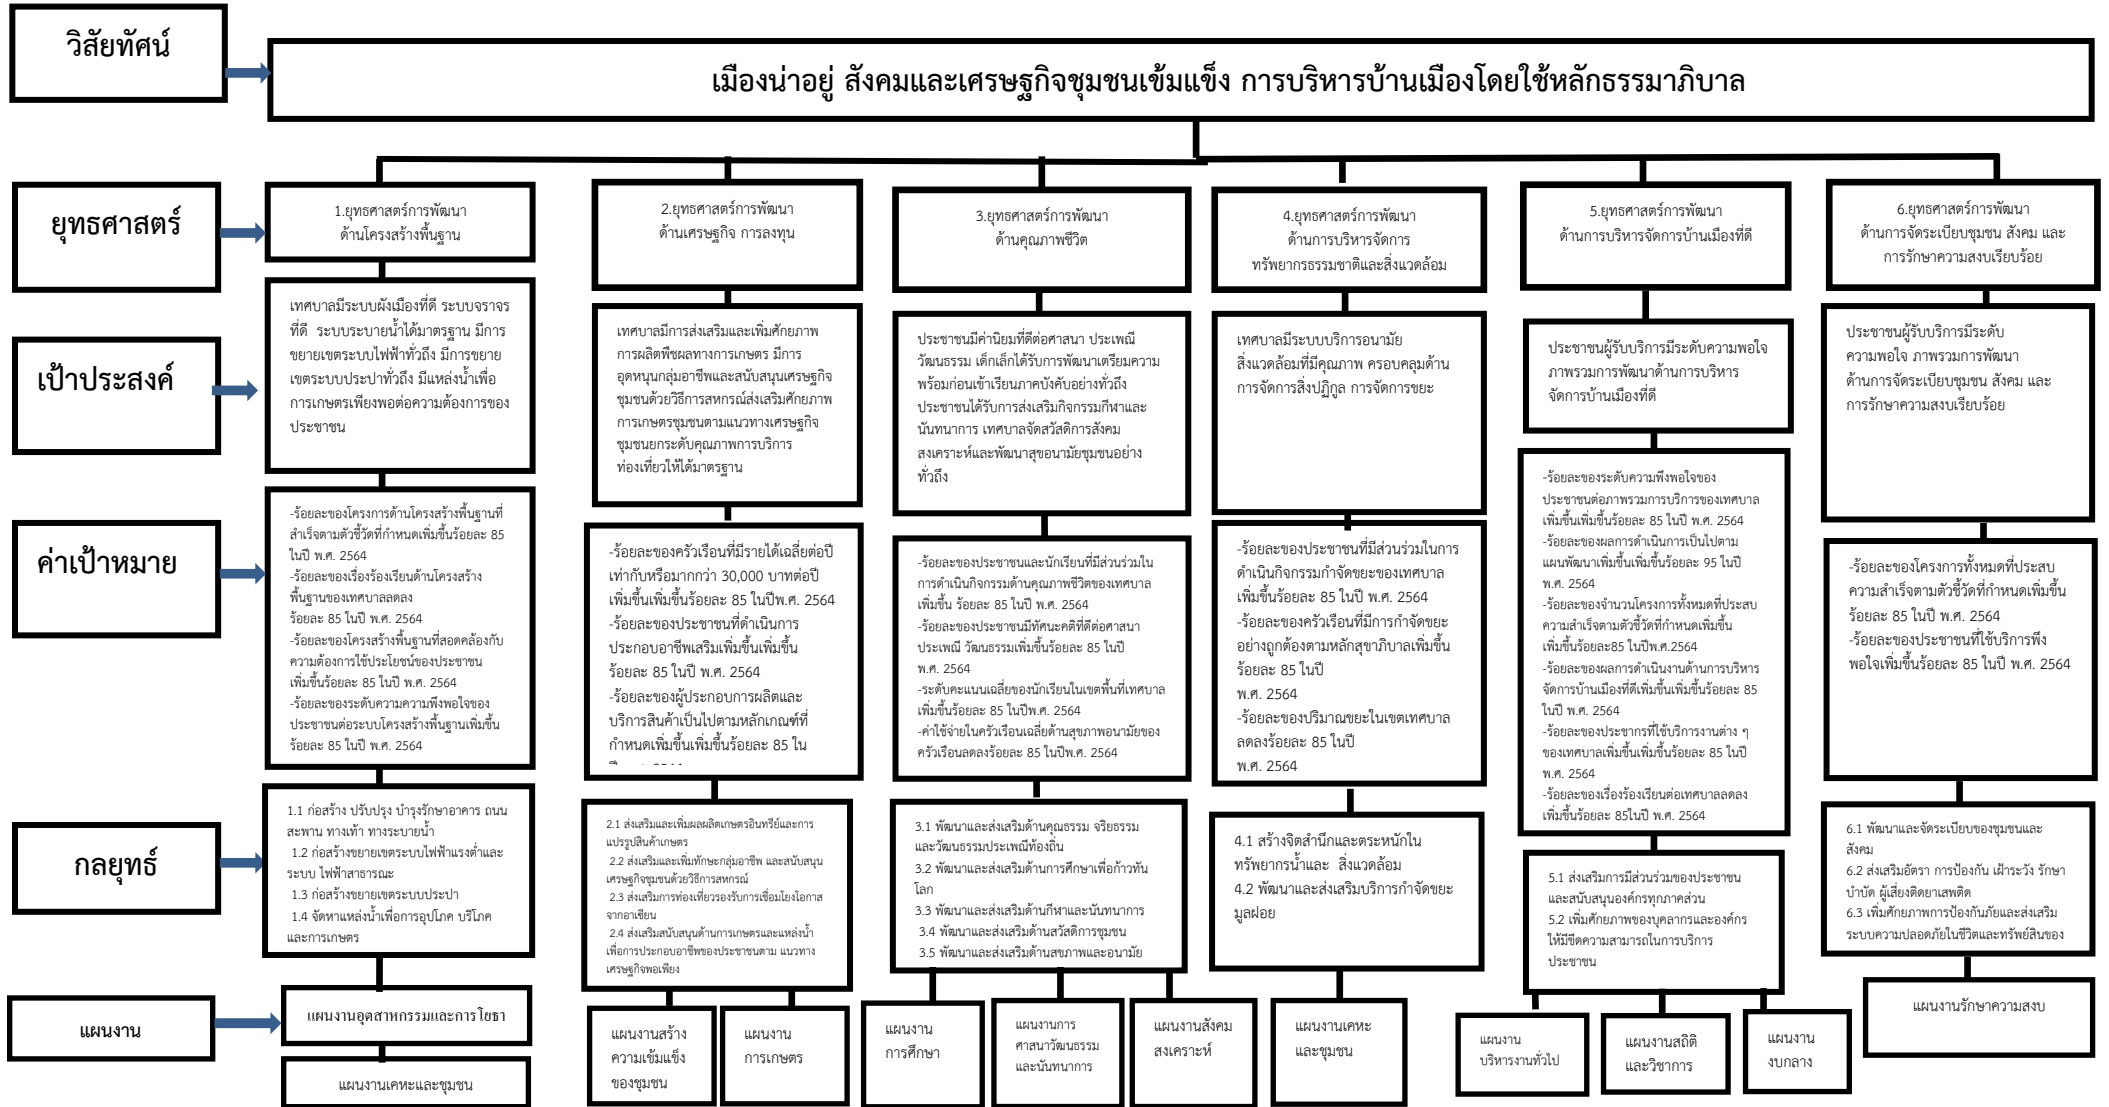 วิสัยทัศน์
เมืองน่าอยู่ สังคมและเศรษฐกิจชุมชนเข้มแข็ง การบริหารบ้านเมืองโดยใช้หลักธรรมาภิบาล
ยุทธศาสตร์
1.ยุทธศาสตร์การพัฒนา
ด้านโครงสร้างพื้นฐาน
2.ยุทธศาสตร์การพัฒนา
ด้านเศรษฐกิจ การลงทุน
3.ยุทธศาสตร์การพัฒนา
ด้านคุณภาพชีวิต
4.ยุทธศาสตร์การพัฒนา
ด้านการบริหารจัดการ
ทรัพยากรธรรมชาติและสิ่งแวดล้อม
5.ยุทธศาสตร์การพัฒนา
ด้านการบริหารจัดการบ้านเมืองที่ดี
6.ยุทธศาสตร์การพัฒนา
ด้านการจัดระเบียบชุมชน สังคม และ
การรักษาความสงบเรียบร้อย
เป้าประสงค์
เทศบาลมีระบบผังเมืองที่ดี ระบบจราจร
ที่ดี ระบบระบายน้ำได้มาตรฐาน มีการ
ขยายเขตระบบไฟฟ้าทั่วถึง มีการขยาย
เขตระบบประปาทั่วถึง มีแหล่งน้ำเพื่อ
การเกษตรเพียงพอต่อความต้องการของ
ประชาชน
เทศบาลมีการส่งเสริมและเพิ่มศักยภาพ
การผลิตพืชผลทางการเกษตร มีการ
อุดหนุนกลุ่มอาชีพและสนับสนุนเศรษฐกิจ
ชุมชนด้วยวิธีการสหกรณ์ส่งเสริมศักยภาพ
การเกษตรชุมชนตามแนวทางเศรษฐกิจ
ชุมชนยกระดับคุณภาพการบริการ
ท่องเที่ยวให้ได้มาตรฐาน
ประชาชนมีค่านิยมที่ดีต่อศาสนา ประเพณี
วัฒนธรรม เด็กเล็กได้รับการพัฒนาเตรียมความ
พร้อมก่อนเข้าเรียนภาคบังคับอย่างทั่วถึง
ประชาชนได้รับการส่งเสริมกิจกรรมกีฬาและ
นันทนาการ เทศบาลจัดสวัสดิการสังคม
สงเคราะห์และพัฒนาสุขอนามัยชุมชนอย่าง
ทั่วถึง
เทศบาลมีระบบบริการอนามัย
สิ่งแวดล้อมที่มีคุณภาพ ครอบคลุมด้าน
การจัดการสิ่งปฏิกูล การจัดการขยะ
ประชาชนผู้รับบริการมีระดับความพอใจ
ภาพรวมการพัฒนาด้านการบริหาร
จัดการบ้านเมืองที่ดี
ประชาชนผู้รับบริการมีระดับ
ความพอใจ ภาพรวมการพัฒนา
ด้านการจัดระเบียบชุมชน สังคม และ
การรักษาความสงบเรียบร้อย
ค่าเป้าหมาย
-ร้อยละของโครงการด้านโครงสร้างพื้นฐานที่
สำเร็จตามตัวชี้วัดที่กำหนดเพิ่มขึ้นร้อยละ 85
ในปี พ.ศ. 2564
-ร้อยละของเรื่องร้องเรียนด้านโครงสร้าง
พื้นฐานของเทศบาลลดลง
ร้อยละ 85 ในปี พ.ศ. 2564
-ร้อยละของโครงสร้างพื้นฐานที่สอดคล้องกับ
ความต้องการใช้ประโยชน์ของประชาชน
เพิ่มขึ้นร้อยละ 85 ในปี พ.ศ. 2564
-ร้อยละของระดับความความพึงพอใจของ
ประชาชนต่อระบบโครงสร้างพื้นฐานเพิ่มขึ้น
ร้อยละ 85 ในปี พ.ศ. 2564
-ร้อยละของครัวเรือนที่มีรายได้เฉลี่ยต่อปี
เท่ากับหรือมากกว่า 30,000 บาทต่อปี
เพิ่มขึ้นเพิ่มขึ้นร้อยละ 85 ในปีพ.ศ. 2564
-ร้อยละของประชาชนที่ดำเนินการ
ประกอบอาชีพเสริมเพิ่มขึ้นเพิ่มขึ้น
ร้อยละ 85 ในปี พ.ศ. 2564
-ร้อยละของผู้ประกอบการผลิตและ
บริการสินค้าเป็นไปตามหลักเกณฑ์ที่
กำหนดเพิ่มขึ้นเพิ่มขึ้นร้อยละ 85 ใน
-ร้อยละของประชาชนและนักเรียนที่มีส่วนร่วมใน
การดำเนินกิจกรรมด้านคุณภาพชีวิตของเทศบาล
เพิ่มขึ้น ร้อยละ 85 ในปี พ.ศ. 2564
-ร้อยละของประชาชนมีทัศนะคติที่ดีต่อศาสนา
ประเพณี วัฒนธรรมเพิ่มขึ้นร้อยละ 85 ในปี
พ.ศ. 2564
-ระดับคะแนนเฉลี่ยของนักเรียนในเขตพื้นที่เทศบาล
เพิ่มขึ้นร้อยละ 85 ในปีพ.ศ. 2564
-ค่าใช้จ่ายในครัวเรือนเฉลี่ยด้านสุขภาพอนามัยของ
ครัวเรือนลดลงร้อยละ 85 ในปีพ.ศ. 2564
-ร้อยละของประชาชนที่มีส่วนร่วมในการ
ดำเนินกิจกรรมกำจัดขยะของเทศบาล
เพิ่มขึ้นร้อยละ 85 ในปี พ.ศ. 2564
-ร้อยละของครัวเรือนที่มีการกำจัดขยะ
อย่างถูกต้องตามหลักสุขาภิบาลเพิ่มขึ้น
ร้อยละ 85 ในปี
พ.ศ. 2564
-ร้อยละของปริมาณขยะในเขตเทศบาล
ลดลงร้อยละ 85 ในปี
พ.ศ. 2564
-ร้อยละของระดับความพึงพอใจของ
ประชาชนต่อภาพรวมการบริการของเทศบาล
เพิ่มขึ้นเพิ่มขึ้นร้อยละ 85 ในปี พ.ศ. 2564
-ร้อยละของผลการดำเนินการเป็นไปตาม
แผนพัฒนาเพิ่มขึ้นเพิ่มขึ้นร้อยละ 95 ในปี
พ.ศ. 2564
-ร้อยละของจำนวนโครงการทั้งหมดที่ประสบ
ความสำเร็จตามตัวชี้วัดที่กำหนดเพิ่มขึ้น
เพิ่มขึ้นร้อยละ85 ในปีพ.ศ. 2564
-ร้อยละของผลการดำเนินงานด้านการบริหาร
จัดการบ้านเมืองที่ดีเพิ่มขึ้นเพิ่มขึ้นร้อยละ 85
ในปี พ.ศ. 2564
-ร้อยละของประชากรที่ใช้บริการงานต่าง ๆ
ของเทศบาลเพิ่มขึ้นเพิ่มขึ้นร้อยละ 85 ในปี
พ.ศ. 2564
-ร้อยละของเรื่องร้องเรียนต่อเทศบาลลดลง
เพิ่มขึ้นร้อยละ 85ในปี พ.ศ. 2564
-ร้อยละของโครงการทั้งหมดที่ประสบ
ความสำเร็จตามตัวชี้วัดที่กำหนดเพิ่มขึ้น
ร้อยละ 85 ในปี พ.ศ. 2564
-ร้อยละของประชาชนที่ใช้บริการพึง
พอใจเพิ่มขึ้นร้อยละ 85 ในปี พ.ศ. 2564
กลยุทธ์
1.1 ก่อสร้าง ปรับปรุง บำรุงรักษาอาคาร ถนน
สะพาน ทางเท้า ทางระบายน้ำ
1.2 ก่อสร้างขยายเขตระบบไฟฟ้าแรงต่ำและ
ระบบ ไฟฟ้าสาธารณะ
1.3 ก่อสร้างขยายเขตระบบประปา
1.4 จัดหาแหล่งน้ำเพื่อการอุปโภค บริโภค
และการเกษตร
2.1 ส่งเสริมและเพิ่มผลผลิตเกษตรอินทรีย์และการ
แปรรูปสินค้าเกษตร
2.2 ส่งเสริมและเพิ่มทักษะกลุ่มอาชีพ และสนับสนุน
เศรษฐกิจชุมชนด้วยวิธีการสหกรณ์
2.3 ส่งเสริมการท่องเที่ยวรองรับการเชื่อมโยงโอกาส
จากอาเซียน
2.4 ส่งเสริมสนับสนุนด้านการเกษตรและแหล่งน้ำ
เพื่อการประกอบอาชีพของประชาชนตาม แนวทาง
เศรษฐกิจพอเพียง
3.1 พัฒนาและส่งเสริมด้านคุณธรรม จริยธรรม
และวัฒนธรรมประเพณีท้องถิ่น
3.2 พัฒนาและส่งเสริมด้านการศึกษาเพื่อก้าวทัน
โลก
3.3 พัฒนาและส่งเสริมด้านกีฬาและนันทนาการ
3.4 พัฒนาและส่งเสริมด้านสวัสดิการชุมชน
3.5 พัฒนาและส่งเสริมด้านสุขภาพและอนามัย
4.1 สร้างจิตสำนึกและตระหนักใน
ทรัพยากรน้ำและ สิ่งแวดล้อม
4.2 พัฒนาและส่งเสริมบริการกำจัดขยะ
มูลฝอย
5.1 ส่งเสริมการมีส่วนร่วมของประชาชน
และสนับสนุนองค์กรทุกภาคส่วน
5.2 เพิ่มศักยภาพของบุคลากรและองค์กร
ให้มีขีดความสามารถในการบริการ
ประชาชน
6.1 พัฒนาและจัดระเบียบของชุมชนและ
สังคม
6.2 ส่งเสริมอัตรา การป้องกัน เฝ้าระวัง รักษา
บำบัด ผู้เสี่ยงติดยาเสพติด
6.3 เพิ่มศักยภาพการป้องกันภัยและส่งเสริม
ระบบความปลอดภัยในชีวิตและทรัพย์สินของ
แผนงาน
แผนงานอุตสาหกรรมและการโยธา
แผนงานเคหะและชุมชน
แผนงานสร้าง
ความเข้มแข็ง
ของชุมชน
แผนงาน
การเกษตร
แผนงาน
การศึกษา
แผนงานการ
ศาสนาวัฒนธรรม
และนันทนาการ
แผนงานสังคม
สงเคราะห์
แผนงานเคหะ
และชุมชน
แผนงาน
บริหารงานทั่วไป
แผนงานสถิติ
และวิชาการ
แผนงาน
งบกลาง
แผนงานรักษาความสงบ